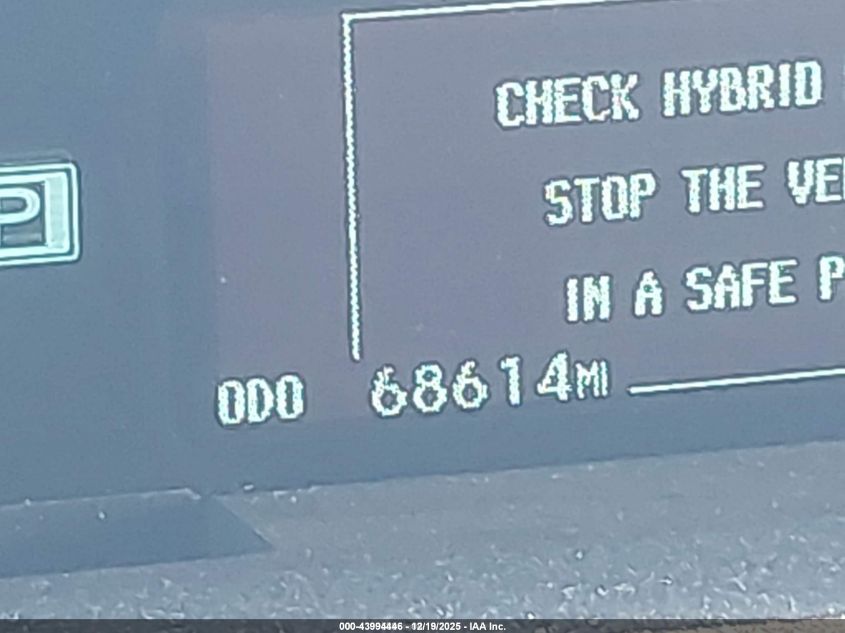 CHECK HYBRID
STOP THE VE
IN A SAFE P
P
ODO 68614MI
000-43994446 - 12/19/2025 - IAA Inc.